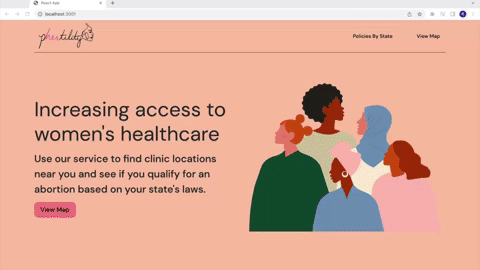 React App
localhost:3001
phertility
Policies By State
View Map
Increasing access to
women's healthcare
Use our service to find clinic locations
near you and see if you qualify for an
abortion based on your state's laws.
View Map